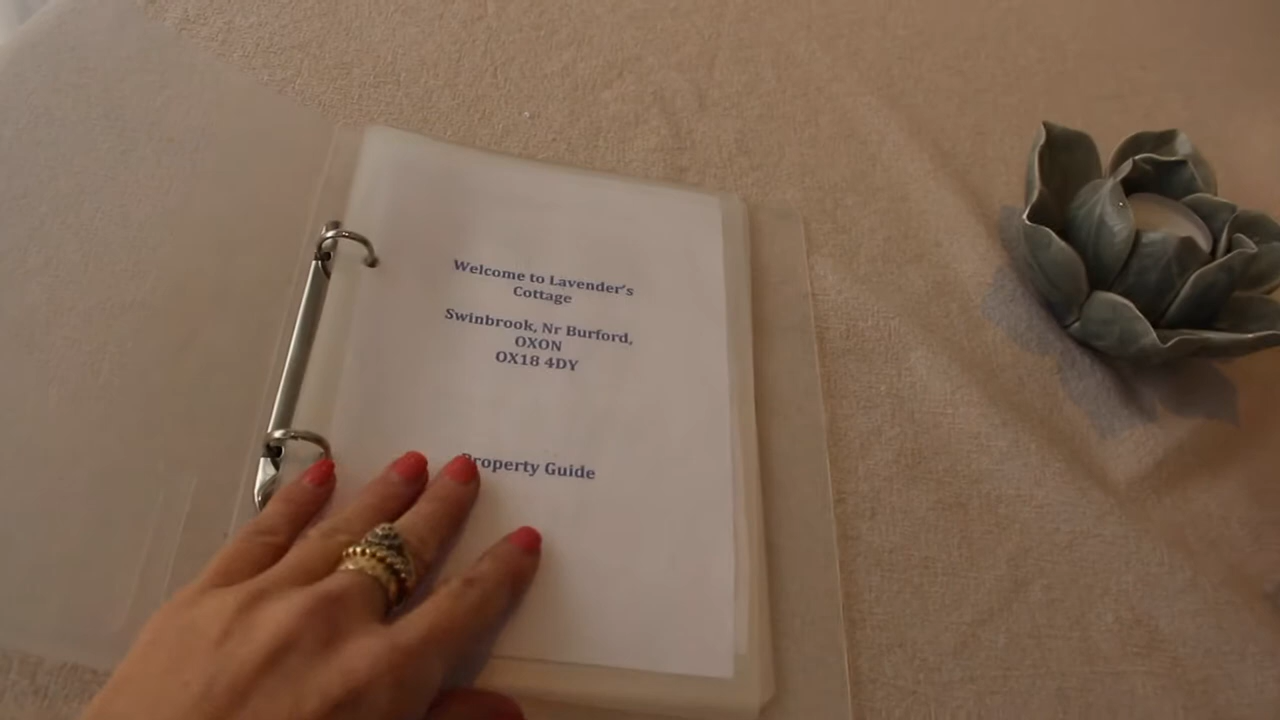 Welcome to Lavender's
Cottage
Swinbrook, Nr Burford,
OXON
OX18 4DY
Property Guide